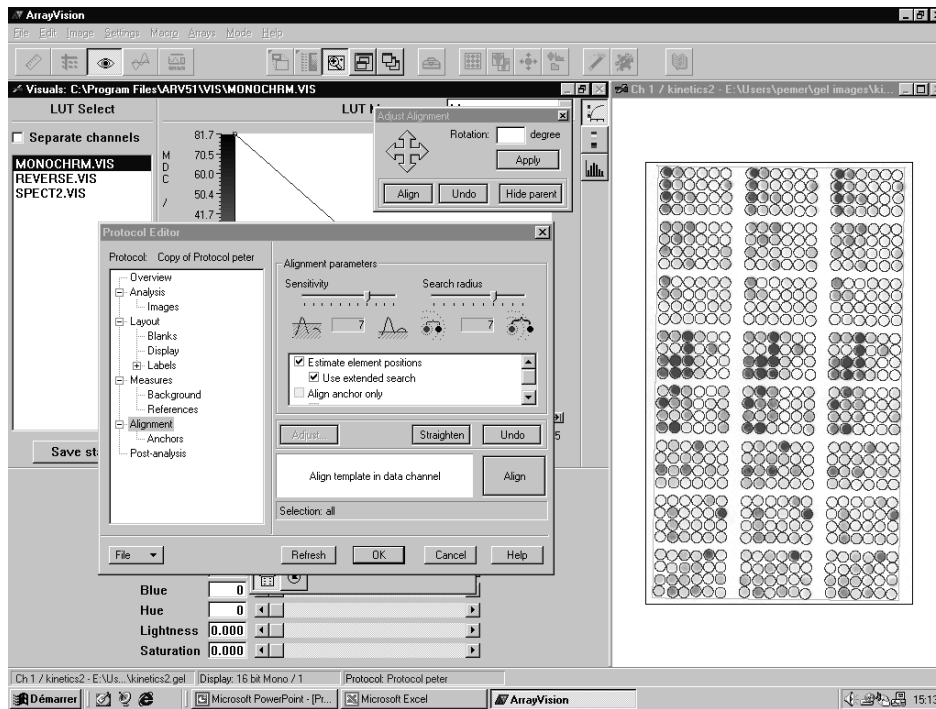 ArrayVision
File Edit Image Settings Macro Arrays Mode Help
Visuals: C:\Program Files\ARV51\VIS\MONOCHRM.VIS
Ch 1 / kinetics2 - E:\Users\pemer\gel images\ki...
LUT Select
Separate channels
MONOCHRM.VIS
REVERSE.VIS
SPECT2.VIS
81.7
70.5
60.0
50.4
41.7
M
D
C
/
Adjust Alignment
Rotation: degree
Apply
Align Undo Hide parent
Protocol Editor
Protocol: Copy of Protocol peter
Overview
Analysis
Images
Layout
Blanks
Display
Labels
Measures
Background
References
Alignment
Anchors
Post-analysis
Alignment parameters
Sensitivity Search radius
7 7
Estimate element positions
Use extended search
Align anchor only
Adjust... Straighten Undo
Align template in data channel Align
Selection: all
File Refresh OK Cancel Help
Blue 0
Hue 0
Lightness 0.000
Saturation 0.000
Ch 1 / kinetics2 - E:\Us...\kinetics2.gel Display: 16 bit Mono / 1 Protocol: Protocol peter
Démarrer Microsoft PowerPoint - [Pr... Microsoft Excel ArrayVision 15:13